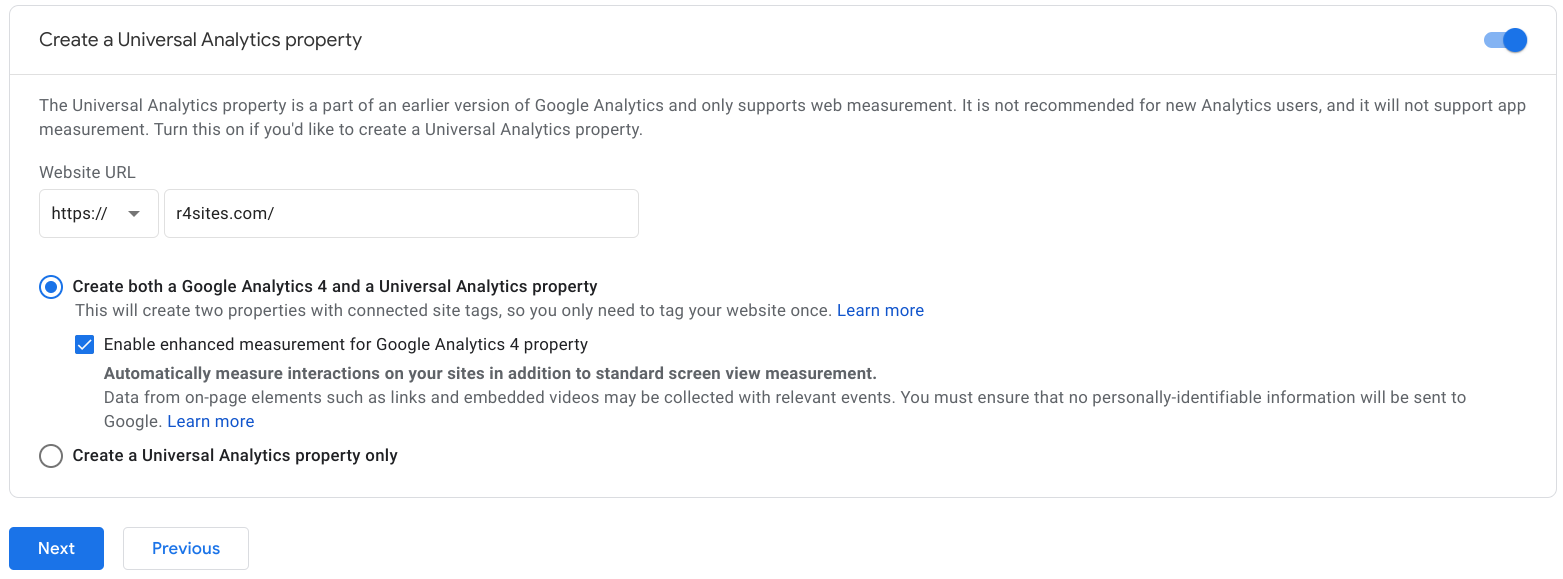 Create a Universal Analytics property
The Universal Analytics property is a part of an earlier version of Google Analytics and only supports web measurement. It is not recommended for new Analytics users, and it will not support app
measurement. Turn this on if you'd like to create a Universal Analytics property.
Website URL
https:// r4sites.com/
Create both a Google Analytics 4 and a Universal Analytics property
This will create two properties with connected site tags, so you only need to tag your website once. Learn more
Enable enhanced measurement for Google Analytics 4 property
Automatically measure interactions on your sites in addition to standard screen view measurement.
Data from on-page elements such as links and embedded videos may be collected with relevant events. You must ensure that no personally-identifiable information will be sent to
Google. Learn more
Create a Universal Analytics property only
Next Previous